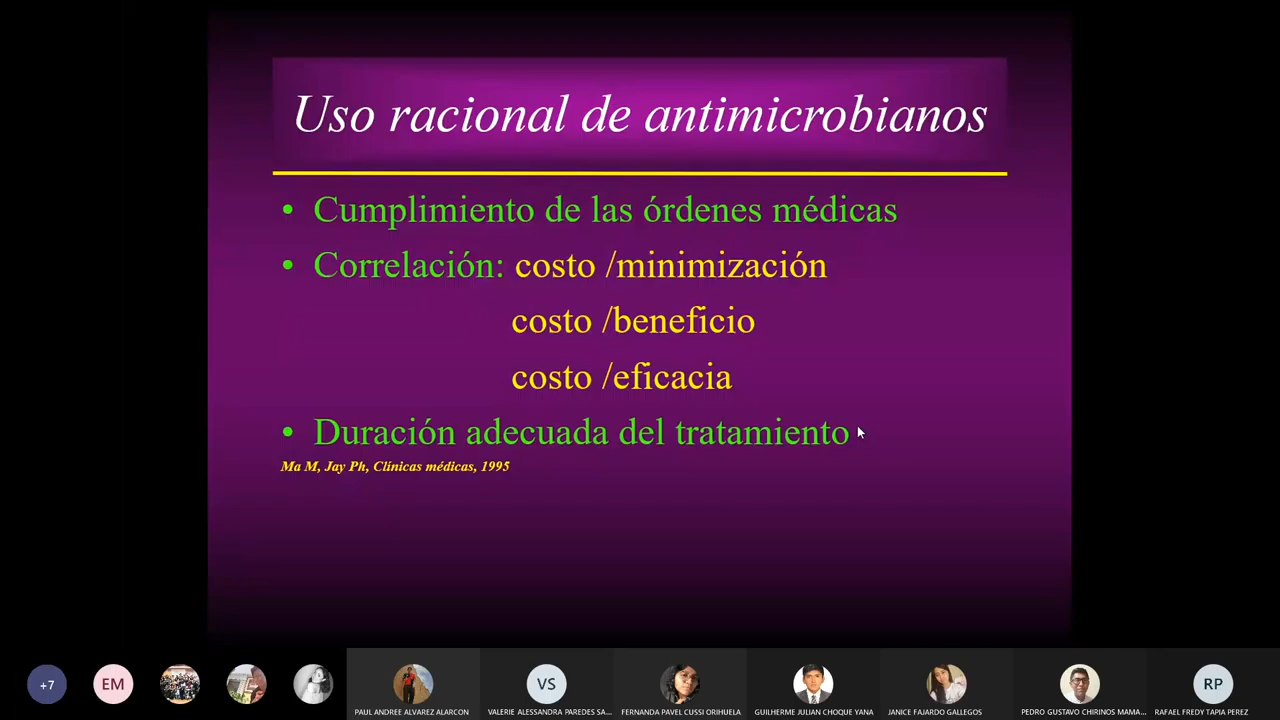 Uso racional de antimicrobianos
• Cumplimiento de las órdenes médicas
• Correlación: costo /minimización
costo /beneficio
costo /eficacia
• Duración adecuada del tratamiento
Ma M, Jay Ph, Clínicas médicas, 1995
+7
EM
VS
RP
PAUL ANDREE ALVAREZ ALARCON
VALERIE ALESSANDRA PAREDES SA...
FERNANDA PAVEL CUSSI ORIHUELA
GUILHERME JULIAN CHOQUE YANA
JANICE FAJARDO GALLEGOS
PEDRO GUSTAVO CHIRINOS MAMA...
RAFAEL FREDY TAPIA PEREZ